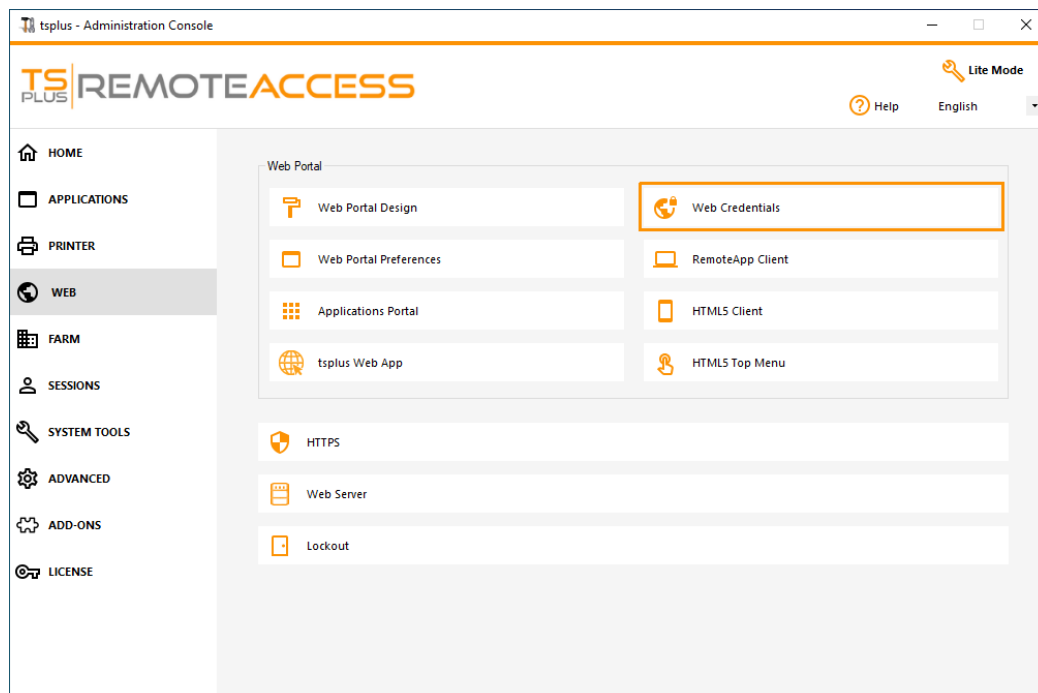 tsplus - Administration Console
TS PLUS REMOTEACCESS
Lite Mode
? Help English
HOME
APPLICATIONS
PRINTER
WEB
FARM
SESSIONS
SYSTEM TOOLS
ADVANCED
ADD-ONS
LICENSE
Web Portal
Web Portal Design
Web Credentials
Web Portal Preferences
RemoteApp Client
Applications Portal
HTML5 Client
tsplus Web App
HTML5 Top Menu
HTTPS
Web Server
Lockout